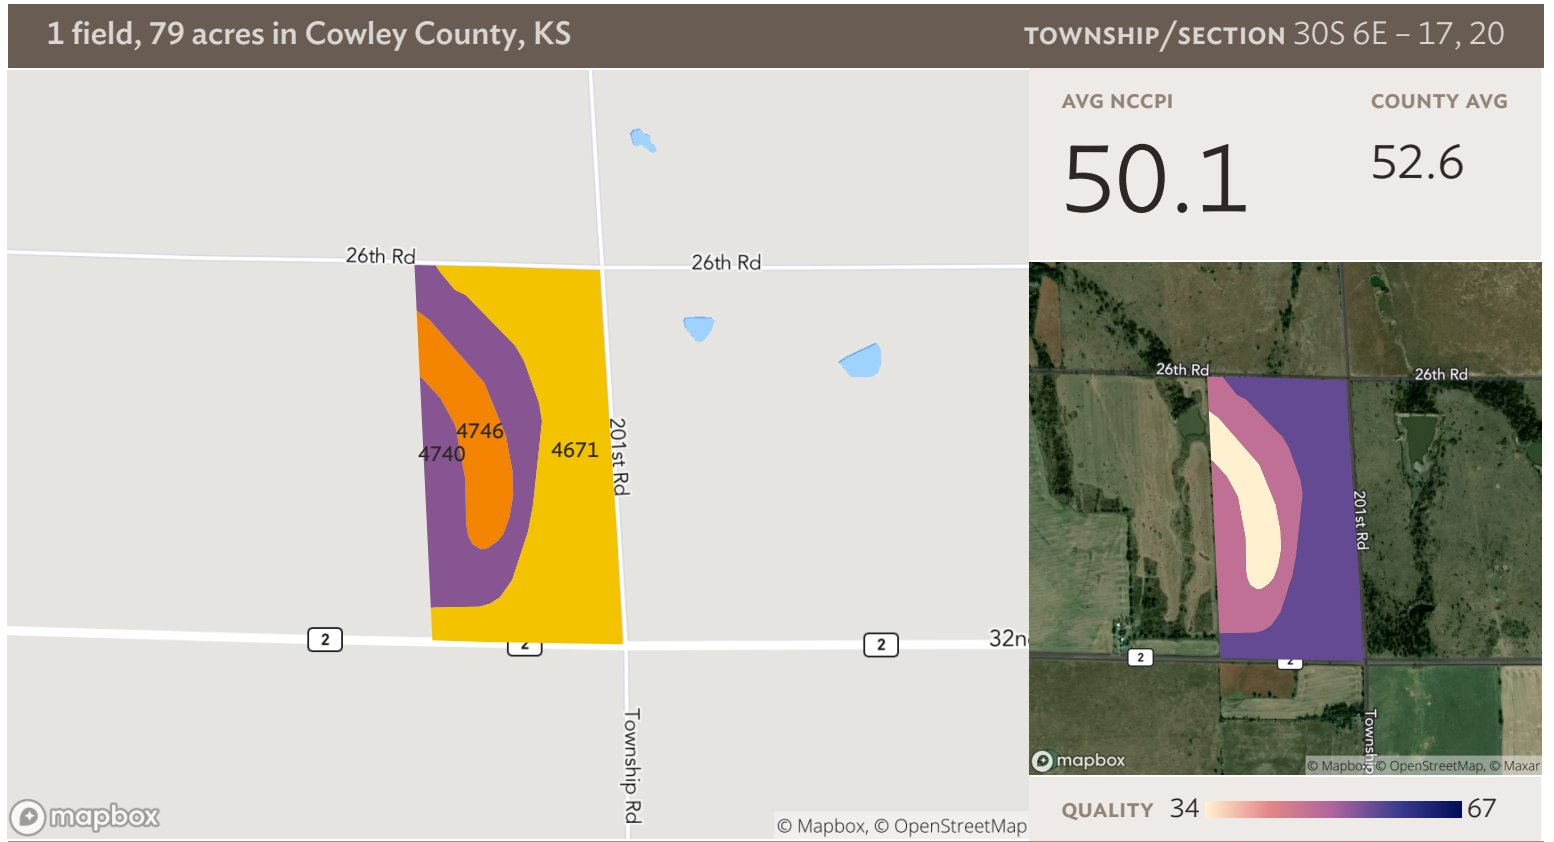 1 field, 79 acres in Cowley County, KS
TOWNSHIP/SECTION 30S 6E – 17, 20
26th Rd
26th Rd
4746
4740
4671
201st Rd
2
2
2
32n
Township Rd
mapbox
© Mapbox, © OpenStreetMap
AVG NCCPI
50.1
COUNTY AVG
52.6
26th Rd
26th Rd
201st Rd
2
2
Township
mapbox
© Mapbox, © OpenStreetMap, © Maxar
QUALITY 34 67